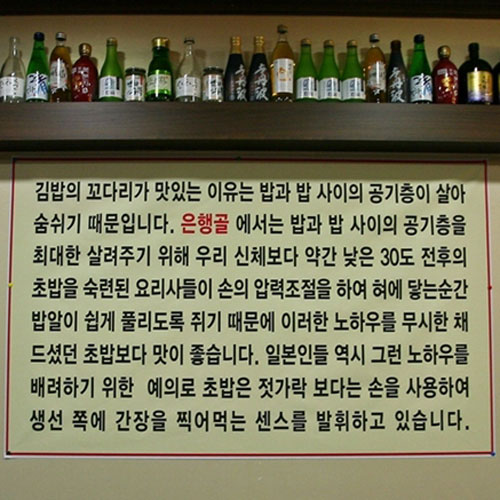 김밥의 꼬다리가 맛있는 이유는 밥과 밥 사이의 공기층이 살아
숨쉬기 때문입니다. 은행골 에서는 밥과 밥 사이의 공기층을
최대한 살려주기 위해 우리 신체보다 약간 낮은 30도 전후의
초밥을 숙련된 요리사들이 손의 압력조절을 하여 혀에 닿는순간
밥알이 쉽게 풀리도록 쥐기 때문에 이러한 노하우를 무시한 채
드셨던 초밥보다 맛이 좋습니다. 일본인들 역시 그런 노하우를
배려하기 위한 예의로 초밥은 젓가락 보다는 손을 사용하여
생선 쪽에 간장을 찍어먹는 센스를 발휘하고 있습니다.